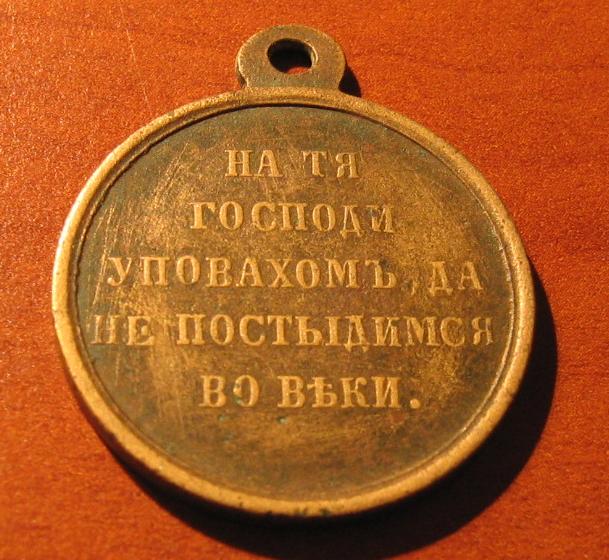 НА ТЯ
ГОСПОДИ
УПОВАХОМЪ, ДА
НЕ ПОСТЫДИМСЯ
ВО ВѢКИ.